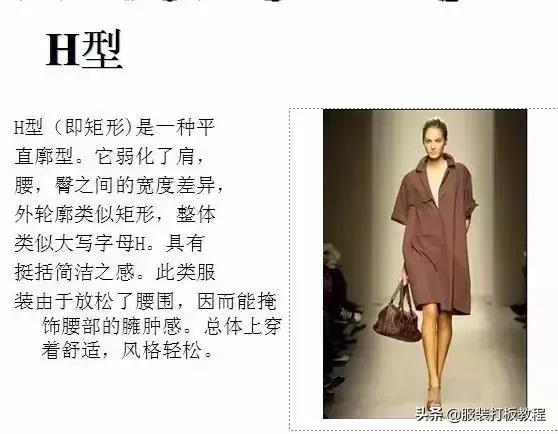 H型
H型（即矩形)是一种平
直廓型。它弱化了肩，
腰，臀之间的宽度差异，
外轮廓类似矩形，整体
类似大写字母H。具有
挺括简洁之感。此类服
装由于放松了腰围，因而能掩
饰腰部的臃肿感。总体上穿
着舒适，风格轻松。
头条 @服装打板教程